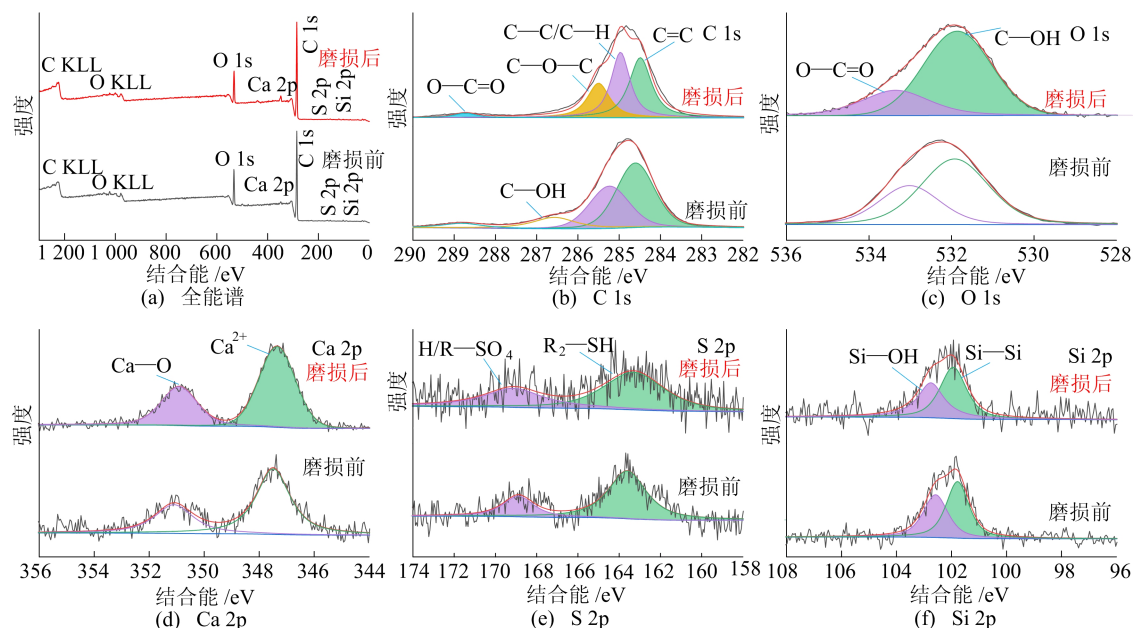 C KLL
O KLL
O 1s
Ca 2p
C 1s
磨损后
S 2p
Si 2p
C KLL
O KLL
O 1s
Ca 2p
C 1s
磨损前
S 2p
Si 2p
强度
1 200 1 000 800 600 400 200 0
结合能 /eV
(a) 全能谱
C—C/C—H
C=C
C 1s
C—O—C
O—C=O
磨损后
C—OH
磨损前
强度
290 289 288 287 286 285 284 283 282
结合能 /eV
(b) C 1s
C—OH
O 1s
O—C=O
磨损后
磨损前
强度
536 534 532 530 528
结合能 /eV
(c) O 1s
Ca²⁺
Ca 2p
Ca—O
磨损后
磨损前
强度
356 354 352 350 348 346 344
结合能 /eV
(d) Ca 2p
H/R—SO₄
R₂—SH
S 2p
磨损后
磨损前
强度
174 172 170 168 166 164 162 160 158
结合能 /eV
(e) S 2p
Si—OH
Si—Si
Si 2p
磨损后
磨损前
强度
108 106 104 102 100 98 96
结合能 /eV
(f) Si 2p